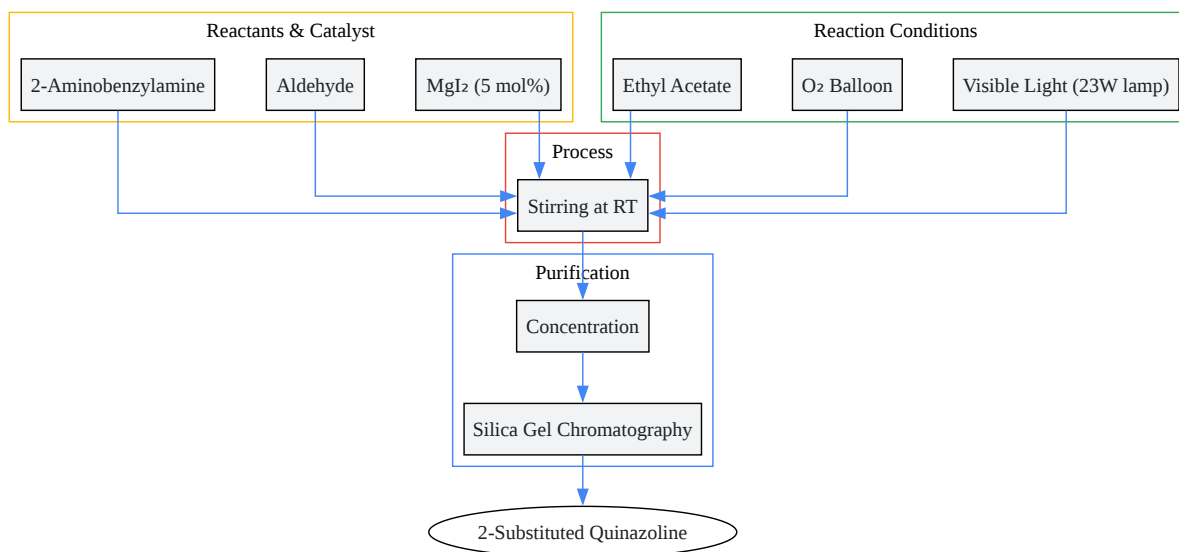 Reactants & Catalyst
2-Aminobenzylamine
Aldehyde
MgI₂ (5 mol%)
Reaction Conditions
Ethyl Acetate
O₂ Balloon
Visible Light (23W lamp)
Process
Stirring at RT
Purification
Concentration
Silica Gel Chromatography
2-Substituted Quinazoline